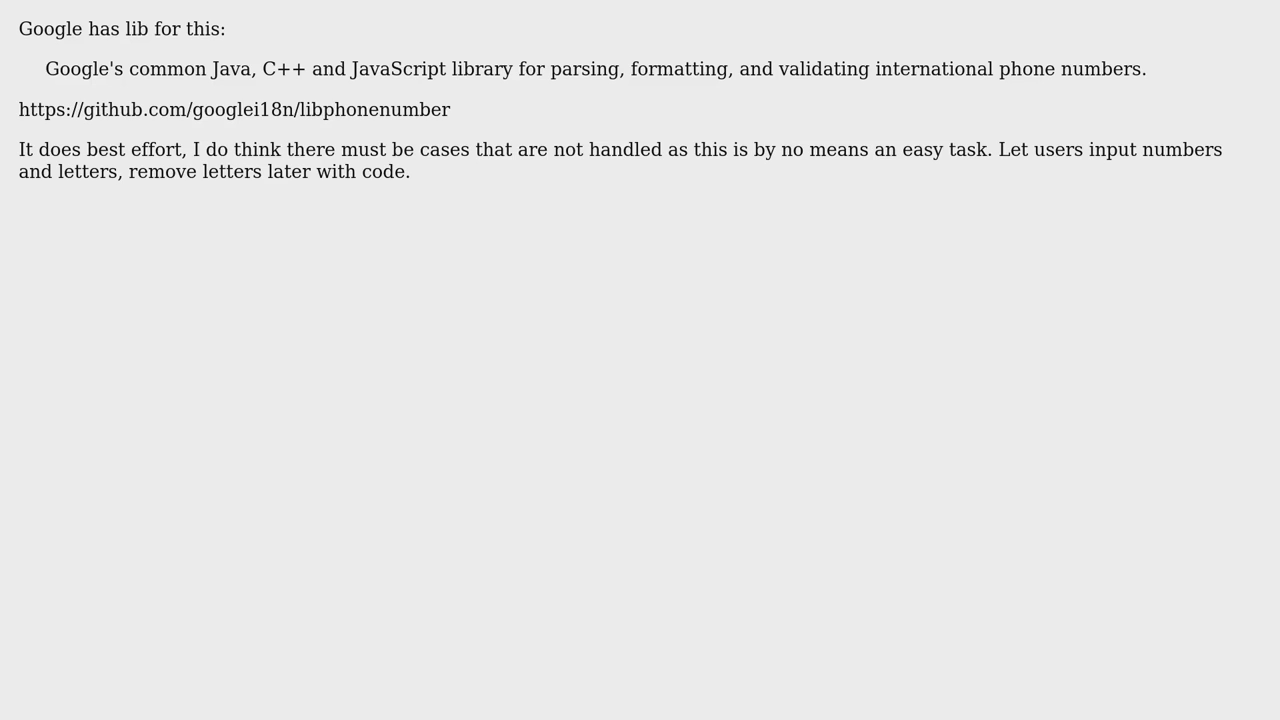 Google has lib for this:
Google's common Java, C++ and JavaScript library for parsing, formatting, and validating international phone numbers.
https://github.com/googlei18n/libphonenumber
It does best effort, I do think there must be cases that are not handled as this is by no means an easy task. Let users input numbers
and letters, remove letters later with code.